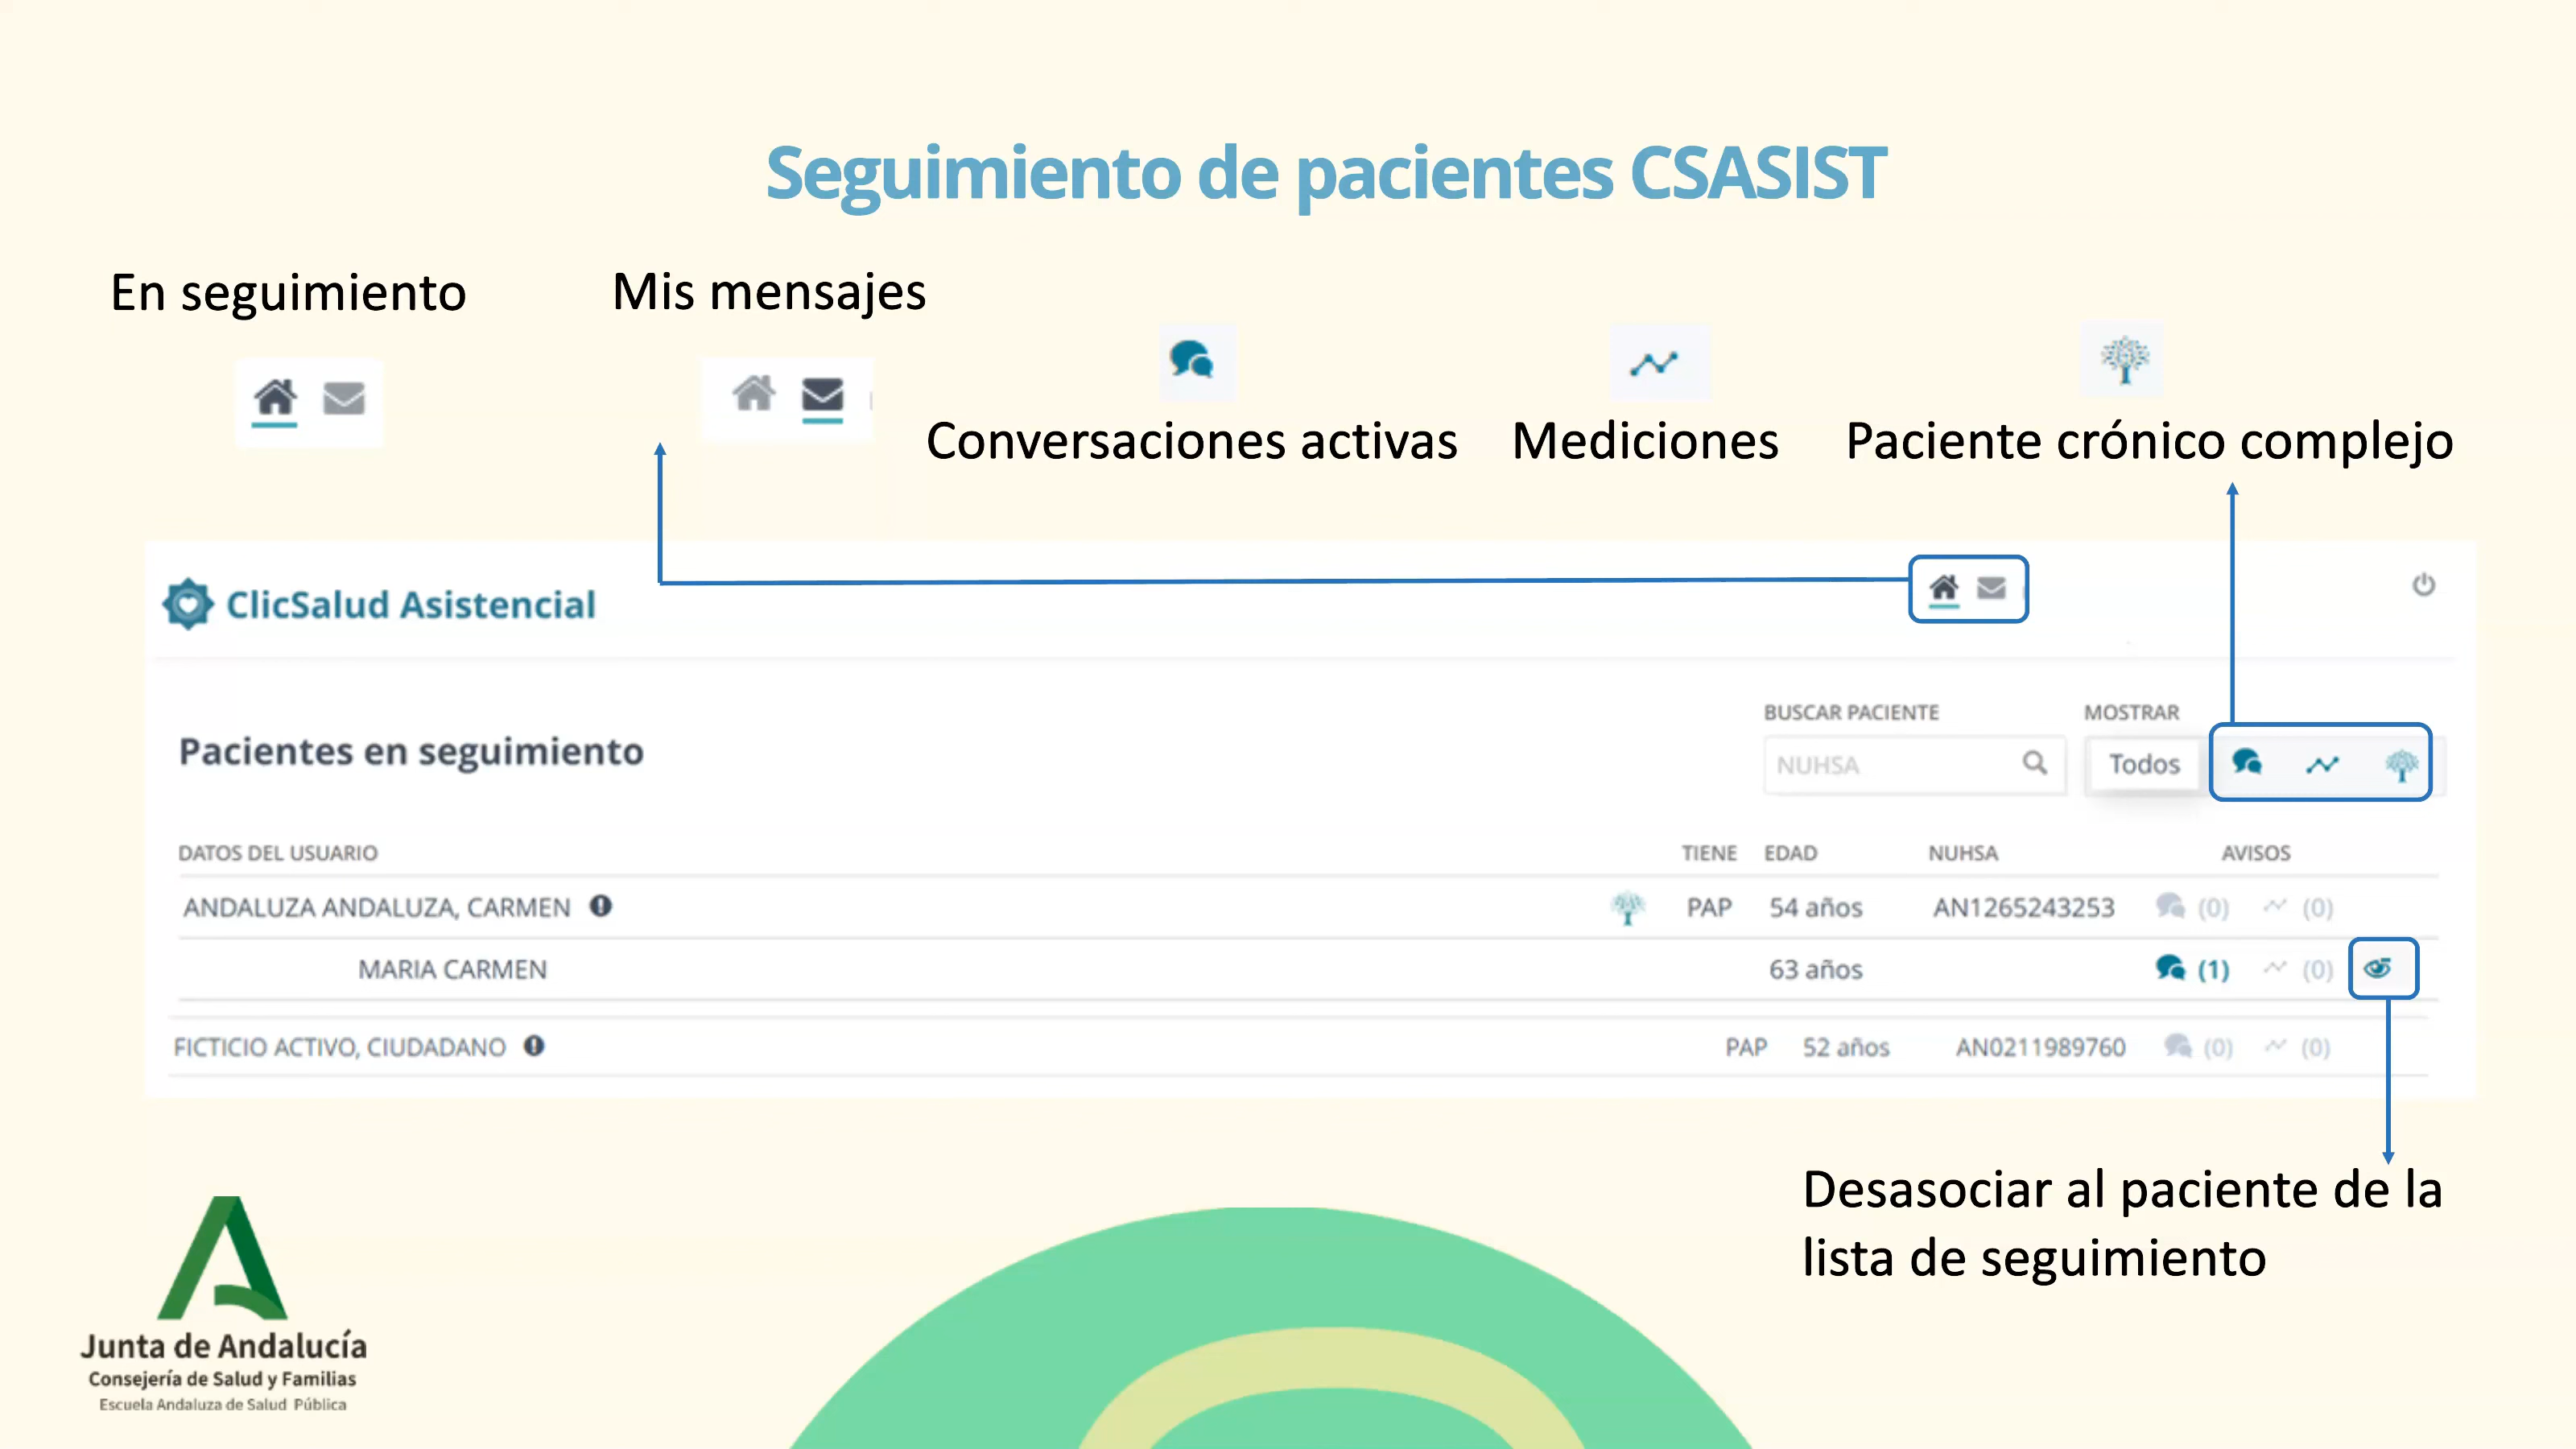 Seguimiento de pacientes CSASIST
En seguimiento
Mis mensajes
Conversaciones activas
Mediciones
Paciente crónico complejo
ClicSalud Asistencial
Pacientes en seguimiento
BUSCAR PACIENTE
MOSTRAR
NUHSA
Todos
DATOS DEL USUARIO TIENE EDAD NUHSA AVISOS
ANDALUZA ANDALUZA, CARMEN PAP 54 años AN1265243253 (0) (0)
MARIA CARMEN 63 años (1) (0)
FICTICIO ACTIVO, CIUDADANO PAP 52 años AN0211989760 (0) (0)
Desasociar al paciente de la
lista de seguimiento
Junta de Andalucía
Consejería de Salud y Familias
Escuela Andaluza de Salud Pública